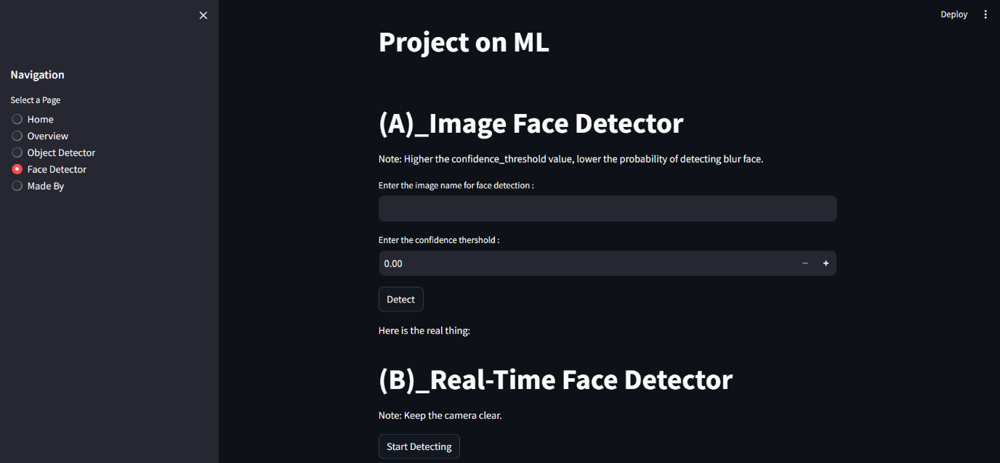 Deploy
Navigation
Select a Page
Home
Overview
Object Detector
Face Detector
Made By
Project on ML
(A)_Image Face Detector
Note: Higher the confidence_threshold value, lower the probability of detecting blur face.
Enter the image name for face detection :
Enter the confidence thershold :
0.00
Detect
Here is the real thing:
(B)_Real-Time Face Detector
Note: Keep the camera clear.
Start Detecting